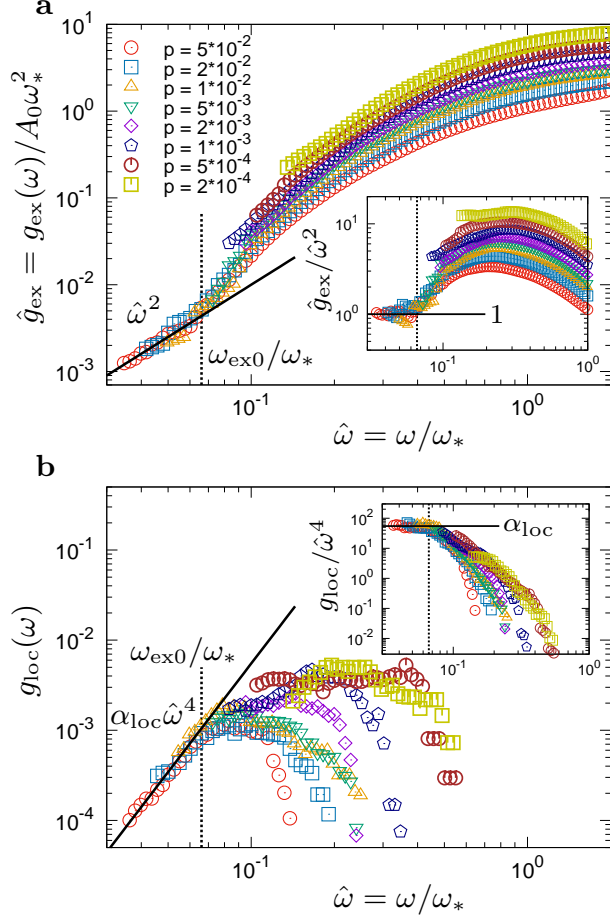 a
ĝ_ex = g_ex(ω)/A_0ω_*^2
10^1
10^0
10^-1
10^-2
10^-3
p = 5*10^-2
p = 2*10^-2
p = 1*10^-2
p = 5*10^-3
p = 2*10^-3
p = 1*10^-3
p = 5*10^-4
p = 2*10^-4
ω̂^2
ω_ex0/ω_*
ĝ_ex/ω̂^2
10^1
10^0
1
10^-1
10^0
10^-1
10^0
ω̂ = ω/ω_*
b
g_loc(ω)
10^-1
10^-2
10^-3
10^-4
ω_ex0/ω_*
α_loc ω̂^4
g_loc/ω̂^4
10^2
10^1
10^0
10^-1
10^-2
α_loc
10^-1
10^0
10^-1
10^0
ω̂ = ω/ω_*